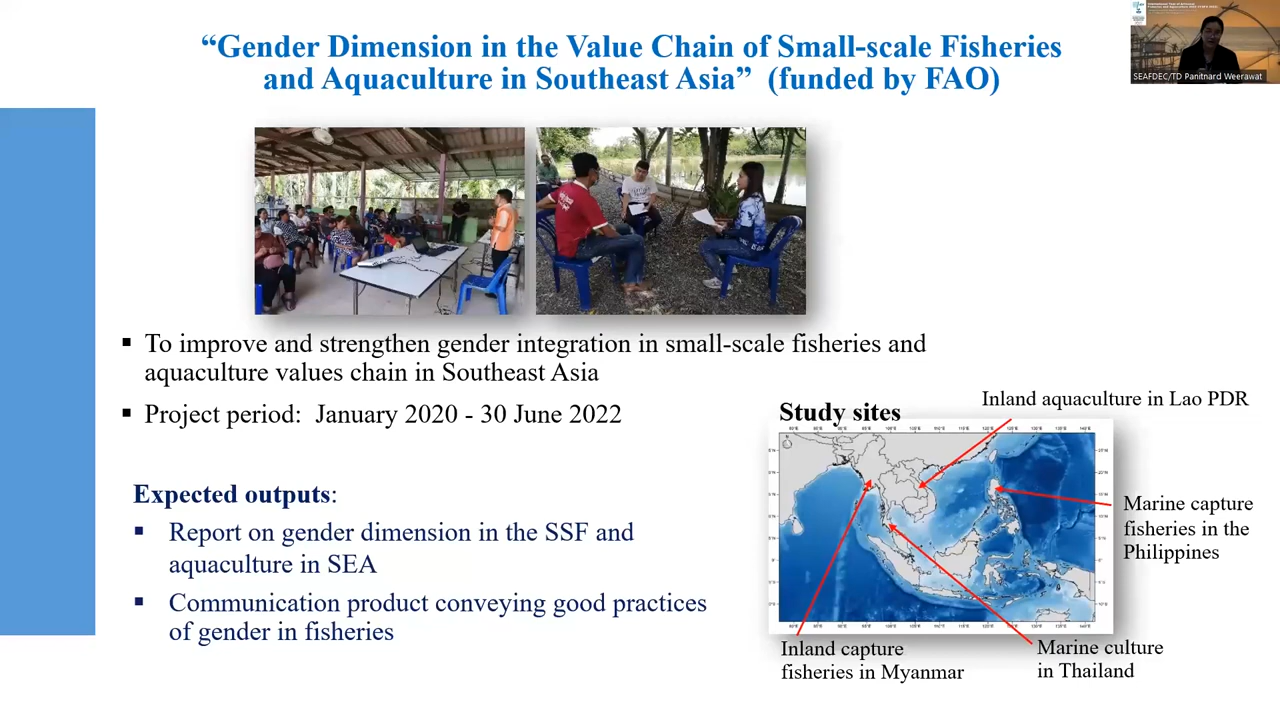 “Gender Dimension in the Value Chain of Small-scale Fisheries
and Aquaculture in Southeast Asia” (funded by FAO)
SEAFDEC/TD Panitnard Weerawat
▪ To improve and strengthen gender integration in small-scale fisheries and
aquaculture values chain in Southeast Asia
▪ Project period: January 2020 - 30 June 2022
Expected outputs:
▪ Report on gender dimension in the SSF and
aquaculture in SEA
▪ Communication product conveying good practices
of gender in fisheries
Study sites
Inland aquaculture in Lao PDR
Marine capture
fisheries in the
Philippines
Inland capture
fisheries in Myanmar
Marine culture
in Thailand